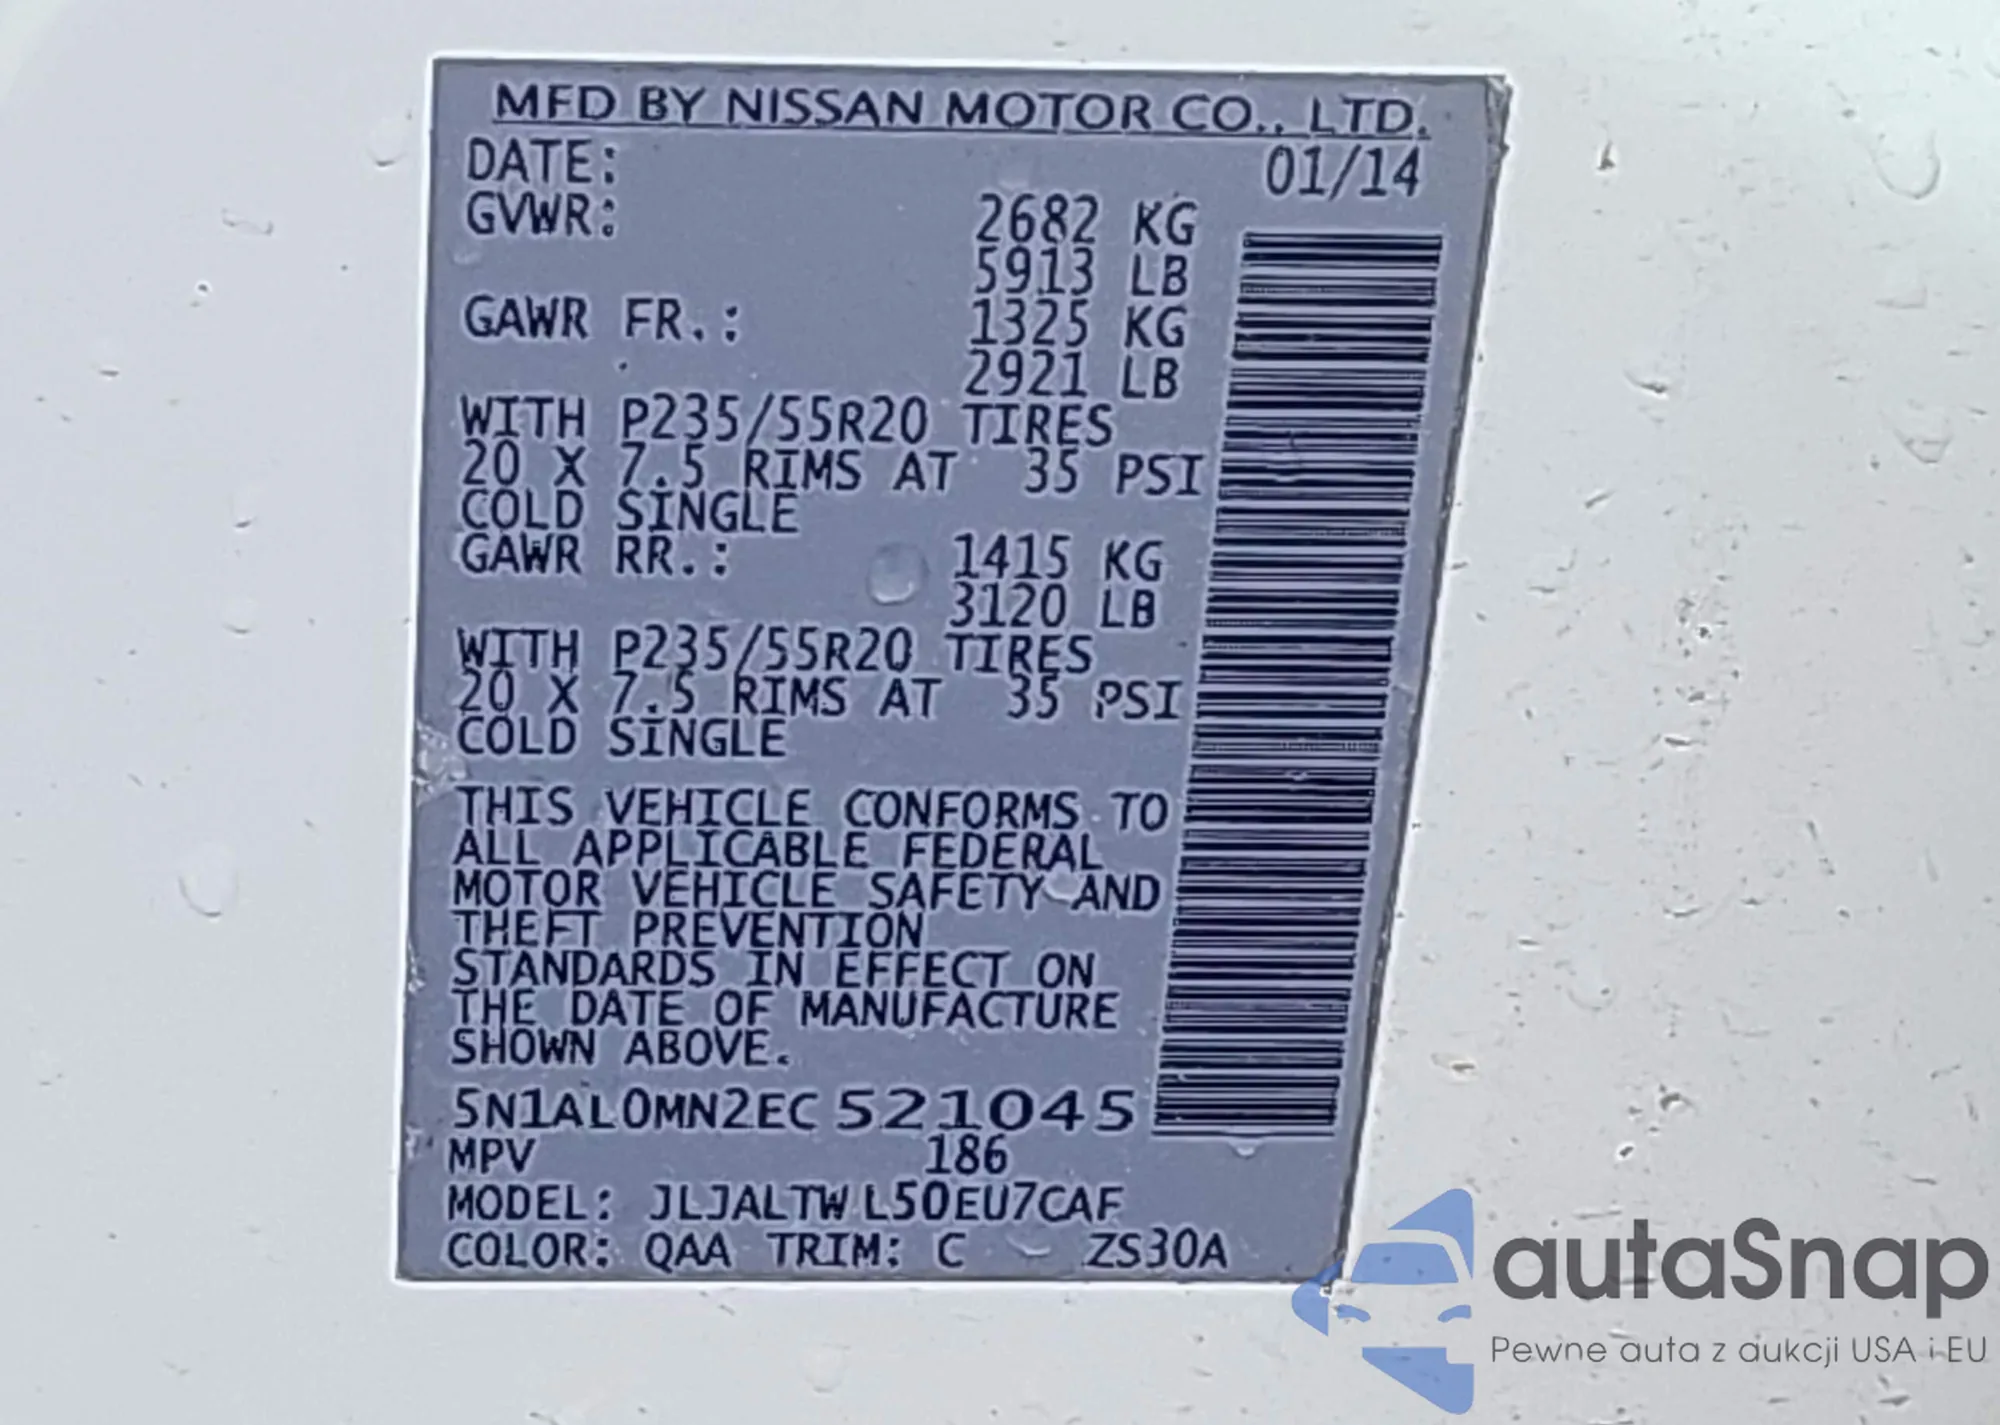 MFD BY NISSAN MOTOR CO., LTD.
DATE: 01/14
GVWR: 2682 KG
5913 LB
GAWR FR.: 1325 KG
2921 LB
WITH P235/55R20 TIRES
20 X 7.5 RIMS AT 35 PSI
COLD SINGLE
GAWR RR.: 1415 KG
3120 LB
WITH P235/55R20 TIRES
20 X 7.5 RIMS AT 35 PSI
COLD SINGLE
THIS VEHICLE CONFORMS TO
ALL APPLICABLE FEDERAL
MOTOR VEHICLE SAFETY AND
THEFT PREVENTION
STANDARDS IN EFFECT ON
THE DATE OF MANUFACTURE
SHOWN ABOVE.
5N1AL0MN2EC521045
MPV 186
MODEL: JLJALTWL50EU7CAF
COLOR: QAA TRIM: C ZS30A
autaSnap
Pewne auta z aukcji USA i EU